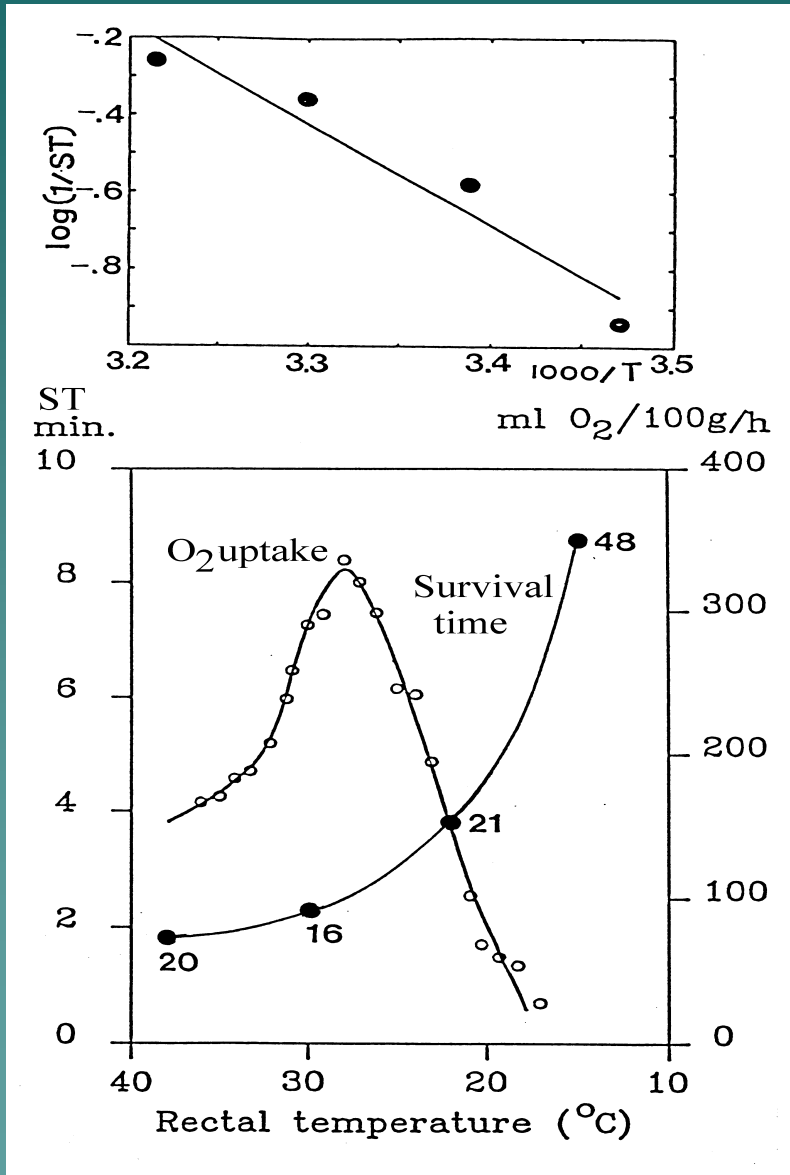 -.2
-.4
-.6
-.8
log(1/ST)
3.2 3.3 3.4 1000/T 3.5
ST
min.
ml O2/100g/h
10 400
O2 uptake
48
8
Survival
time
300
6
200
4
21
100
2
16
20
0 0
40 30 20 10
Rectal temperature (°C)